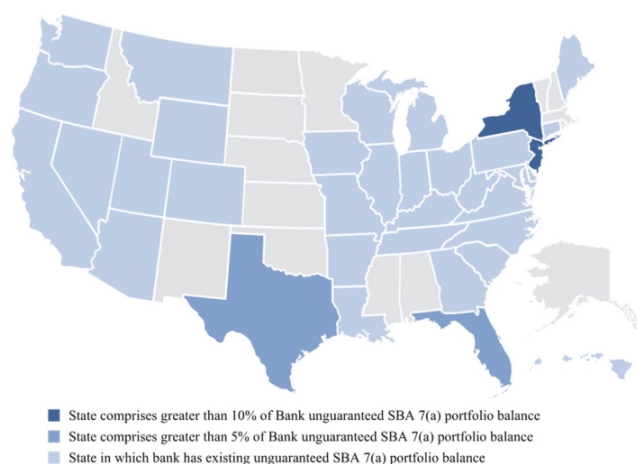 State comprises greater than 10% of Bank unguaranteed SBA 7(a) portfolio balance
State comprises greater than 5% of Bank unguaranteed SBA 7(a) portfolio balance
State in which bank has existing unguaranteed SBA 7(a) portfolio balance